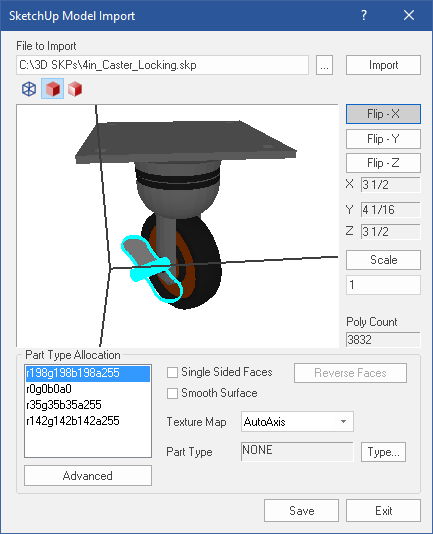 SketchUp Model Import
?
File to Import
C:\3D SKPs\4in_Caster_Locking.skp
...
Import
Flip - X
Flip - Y
Flip - Z
X 3 1/2
Y 4 1/16
Z 3 1/2
Scale
1
Poly Count
3832
Part Type Allocation
r198g198b198a255
r0g0b0a0
r35g35b35a255
r142g142b142a255
Advanced
Single Sided Faces
Reverse Faces
Smooth Surface
Texture Map AutoAxis
Part Type NONE Type...
Save
Exit